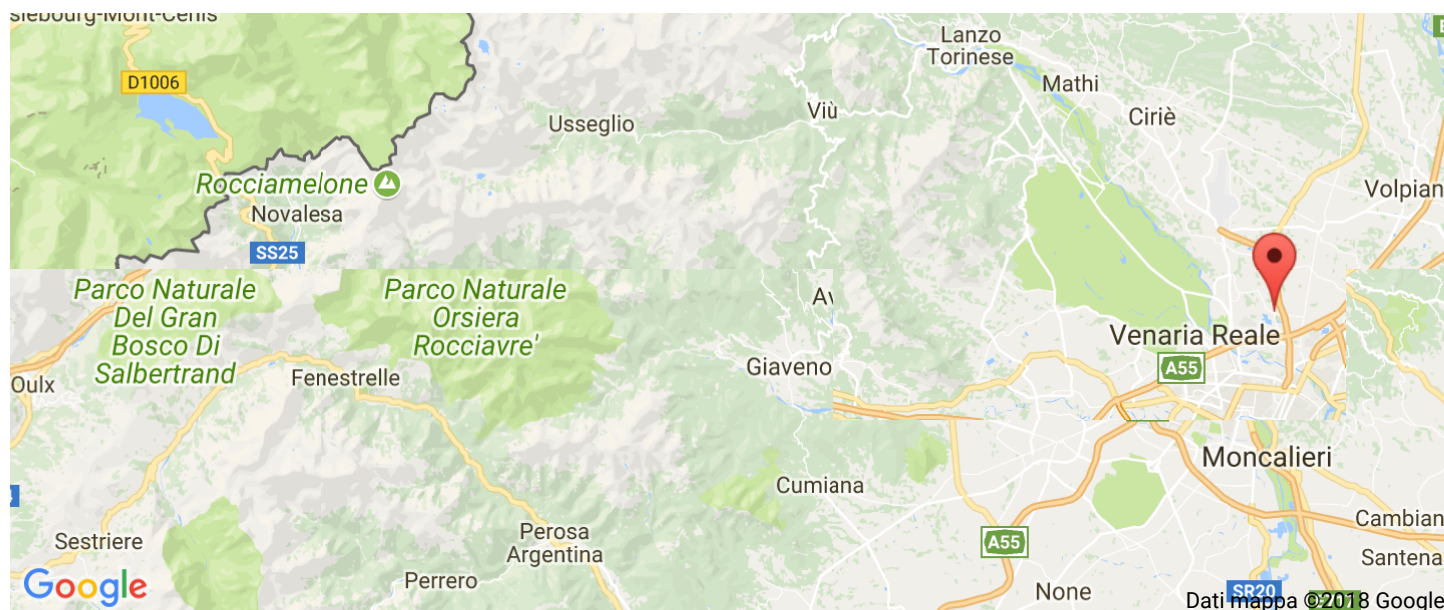 siebourg-Mont-Cenis
D1006
Lanzo
Torinese
Mathi
Viù
Ciriè
Usseglio
Rocciamelone
Volpian
Novalesa
SS25
Parco Naturale
Del Gran
Bosco Di
Salbertrand
Parco Naturale
Orsiera
Rocciavre'
Av
Venaria Reale
A55
Giaveno
Oulx
Fenestrelle
Moncalieri
Cumiana
Cambian
Sestriere
Perosa
Argentina
A55
Santena
Perrero
None
SR20
Google
Dati mappa ©2018 Google